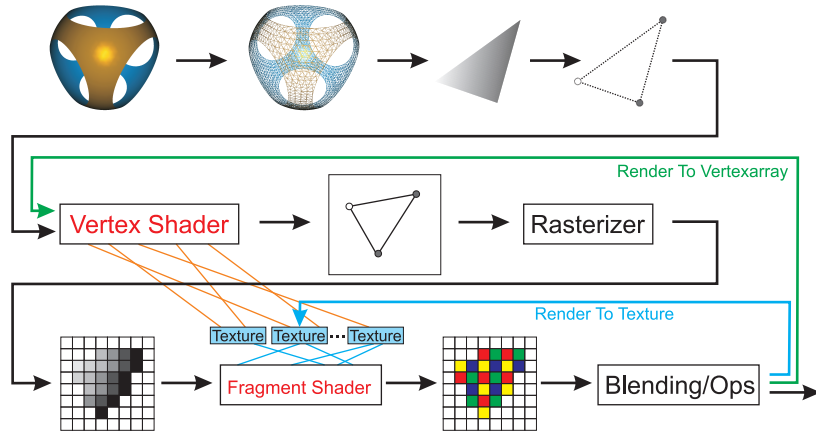 Render To Vertexarray
Vertex Shader
Rasterizer
Render To Texture
Texture Texture ... Texture
Fragment Shader
Blending/Ops